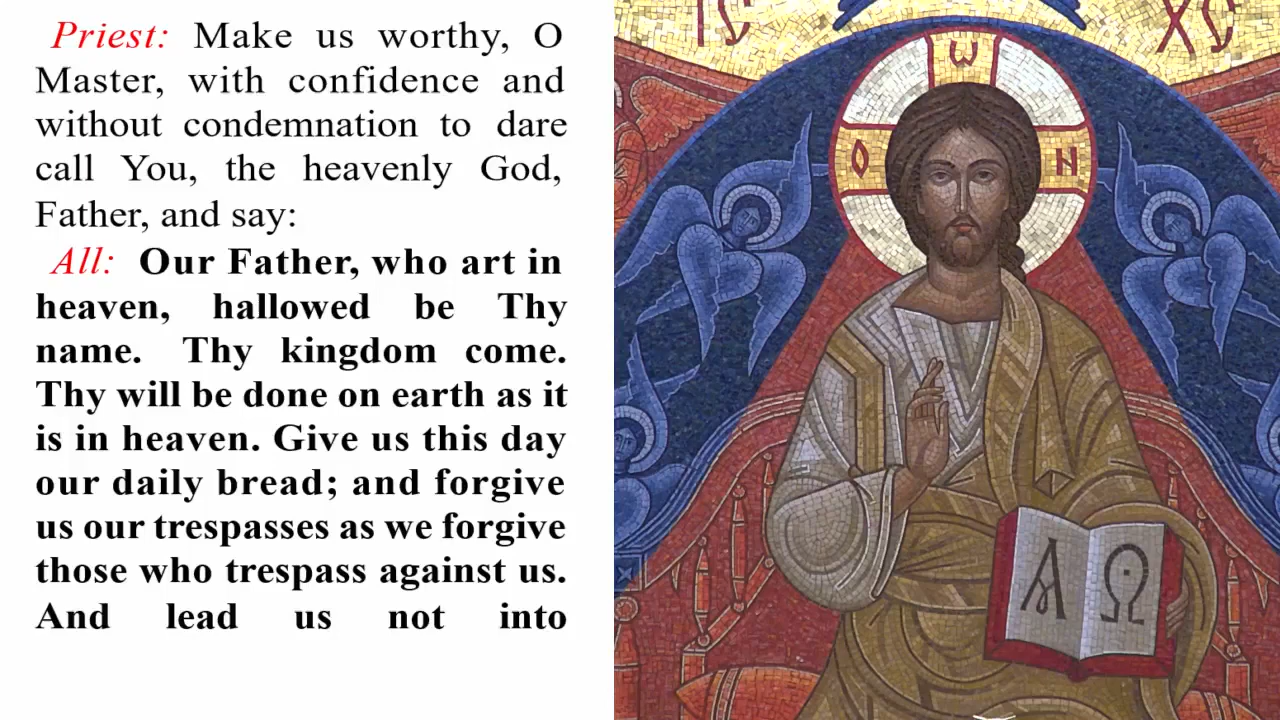 Priest: Make us worthy, O
Master, with confidence and
without condemnation to dare
call You, the heavenly God,
Father, and say:
All: Our Father, who art in
heaven, hallowed be Thy
name. Thy kingdom come.
Thy will be done on earth as it
is in heaven. Give us this day
our daily bread; and forgive
us our trespasses as we forgive
those who trespass against us.
And lead us not into
IC XC
Ο Ѡ Ν
Α Ω